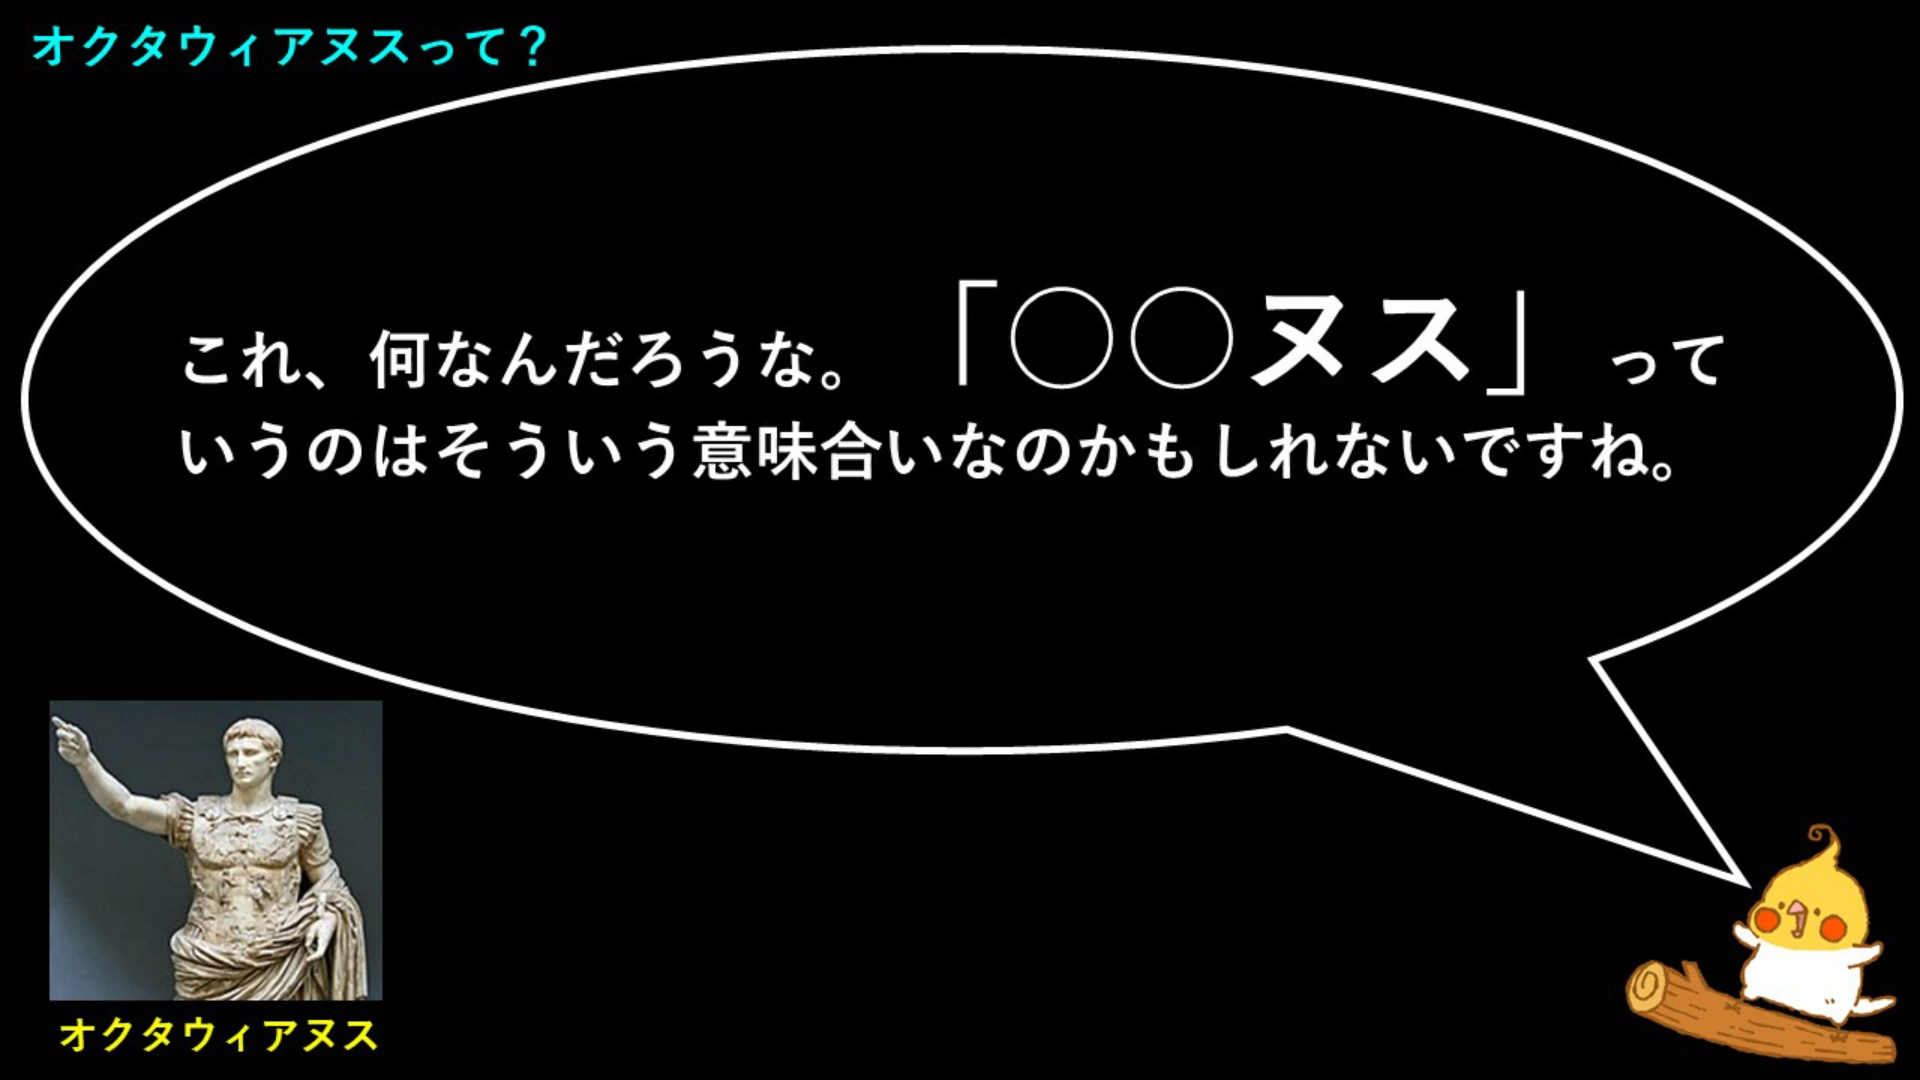 オクタウィアヌスって？
これ、何なんだろうな。「○○ヌス」って
いうのはそういう意味合いなのかもしれないですね。
オクタウィアヌス